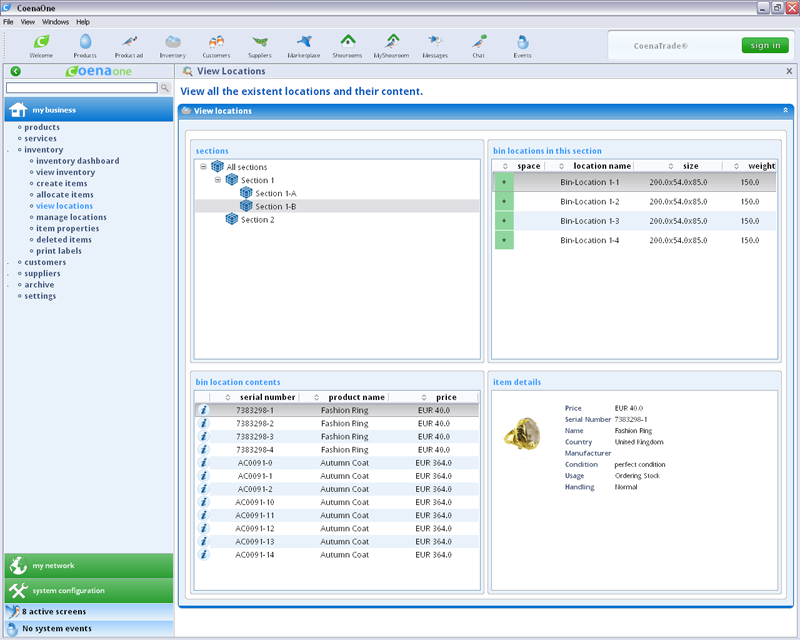 CoenaOne
File View Windows Help
Welcome Products Product ad Inventory Customers Suppliers Marketplace Showrooms MyShowroom Messages Chat Events
CoenaTrade®
sign in
Coenaone
my business
products
services
inventory
inventory dashboard
view inventory
create items
allocate items
view locations
manage locations
item properties
deleted items
print labels
customers
suppliers
archive
settings
my network
system configuration
8 active screens
No system events
View Locations X
View all the existent locations and their content.
View locations
sections
All sections
Section 1
Section 1-A
Section 1-B
Section 2
bin locations in this section
space location name size weight
Bin-Location 1-1 200.0x54.0x85.0 150.0
Bin-Location 1-2 200.0x54.0x85.0 150.0
Bin-Location 1-3 200.0x54.0x85.0 150.0
Bin-Location 1-4 200.0x54.0x85.0 150.0
bin location contents
serial number product name price
i 7383298-1 Fashion Ring EUR 40.0
i 7383298-2 Fashion Ring EUR 40.0
i 7383298-3 Fashion Ring EUR 40.0
i 7383298-4 Fashion Ring EUR 40.0
i AC0091-0 Autumn Coat EUR 364.0
i AC0091-1 Autumn Coat EUR 364.0
i AC0091-2 Autumn Coat EUR 364.0
i AC0091-10 Autumn Coat EUR 364.0
i AC0091-11 Autumn Coat EUR 364.0
i AC0091-12 Autumn Coat EUR 364.0
i AC0091-13 Autumn Coat EUR 364.0
i AC0091-14 Autumn Coat EUR 364.0
item details
Price EUR 40.0
Serial Number 7383298-1
Name Fashion Ring
Country United Kingdom
Manufacturer
Condition perfect condition
Usage Ordering Stock
Handling Normal